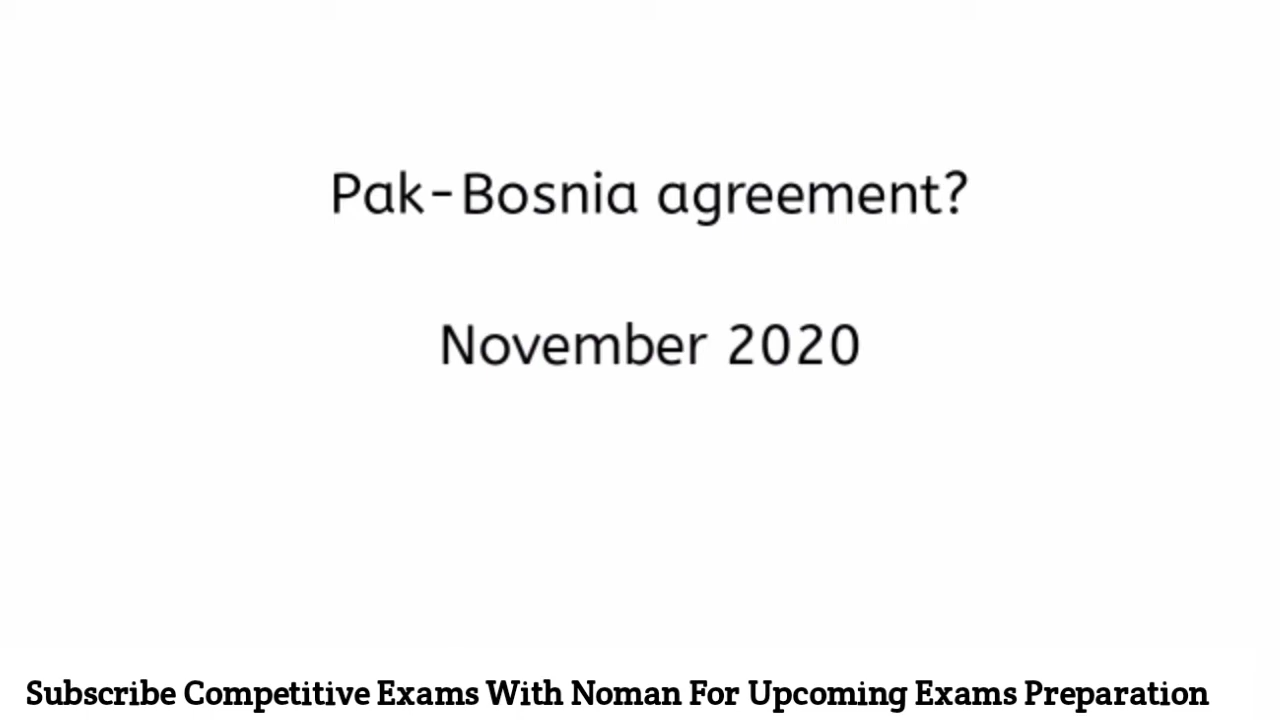 Pak-Bosnia agreement?
November 2020
Subscribe Competitive Exams With Noman For Upcoming Exams Preparation